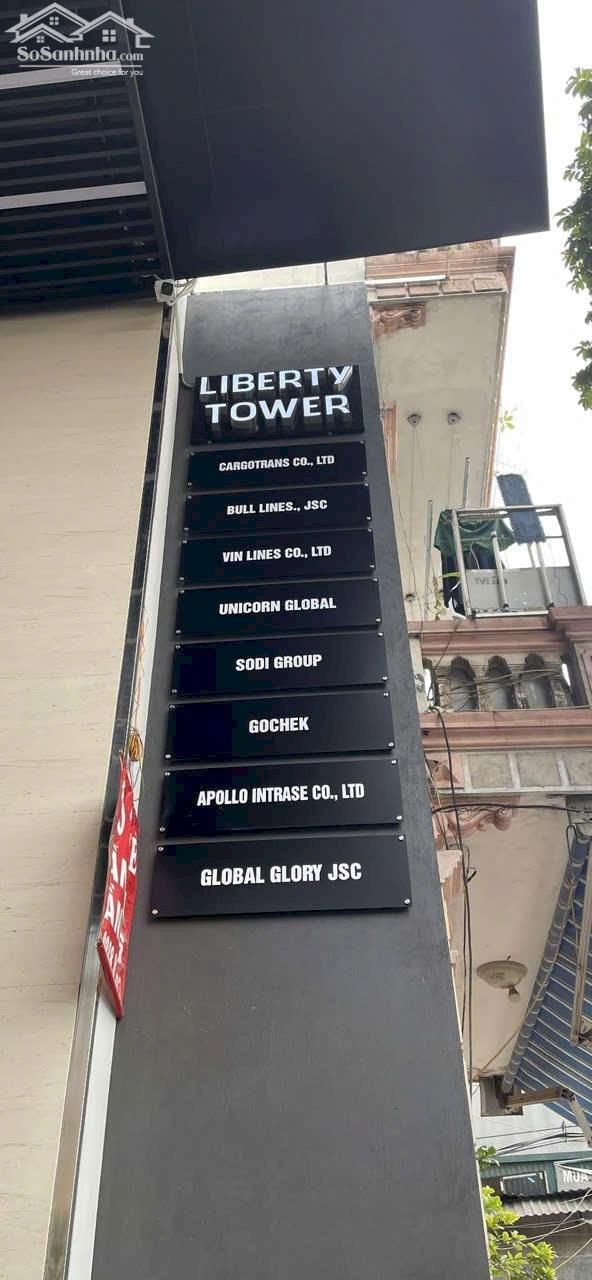 SoSanhnha.com
Great choice for you
LIBERTY
TOWER
CARGOTRANS CO., LTD
BULL LINES., JSC
VIN LINES CO., LTD
UNICORN GLOBAL
SODI GROUP
GOCHEK
APOLLO INTRASE CO., LTD
GLOBAL GLORY JSC
MUA